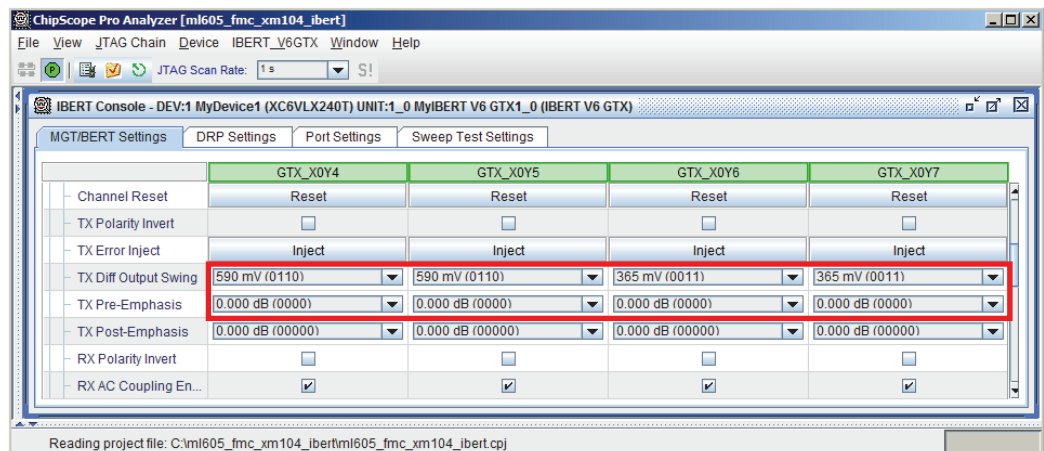 ChipScope Pro Analyzer [ml605_fmc_xm104_ibert]
File View JTAG Chain Device IBERT_V6GTX Window Help
JTAG Scan Rate: 1 s S!
IBERT Console - DEV:1 MyDevice1 (XC6VLX240T) UNIT:1_0 MyIBERT V6 GTX1_0 (IBERT V6 GTX)
MGT/BERT Settings DRP Settings Port Settings Sweep Test Settings
GTX_X0Y4 GTX_X0Y5 GTX_X0Y6 GTX_X0Y7
Channel Reset Reset Reset Reset Reset
TX Polarity Invert
TX Error Inject Inject Inject Inject Inject
TX Diff Output Swing 590 mV (0110) 590 mV (0110) 365 mV (0011) 365 mV (0011)
TX Pre-Emphasis 0.000 dB (0000) 0.000 dB (0000) 0.000 dB (0000) 0.000 dB (0000)
TX Post-Emphasis 0.000 dB (00000) 0.000 dB (00000) 0.000 dB (00000) 0.000 dB (00000)
RX Polarity Invert
RX AC Coupling En...
Reading project file: C:\ml605_fmc_xm104_ibert\ml605_fmc_xm104_ibert.cpj